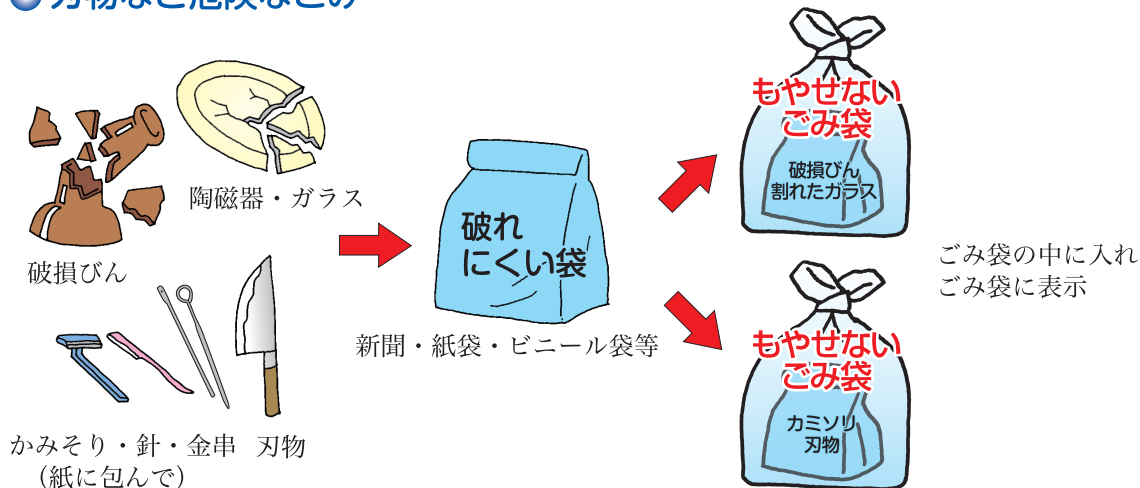 刃物など危険なごみ
陶磁器・ガラス
破損びん
かみそり・針・金串 刃物
（紙に包んで）
破れ
にくい袋
新聞・紙袋・ビニール袋等
もやせない
ごみ袋
破損びん
割れたガラス
もやせない
ごみ袋
カミソリ
刃物
ごみ袋の中に入れ
ごみ袋に表示